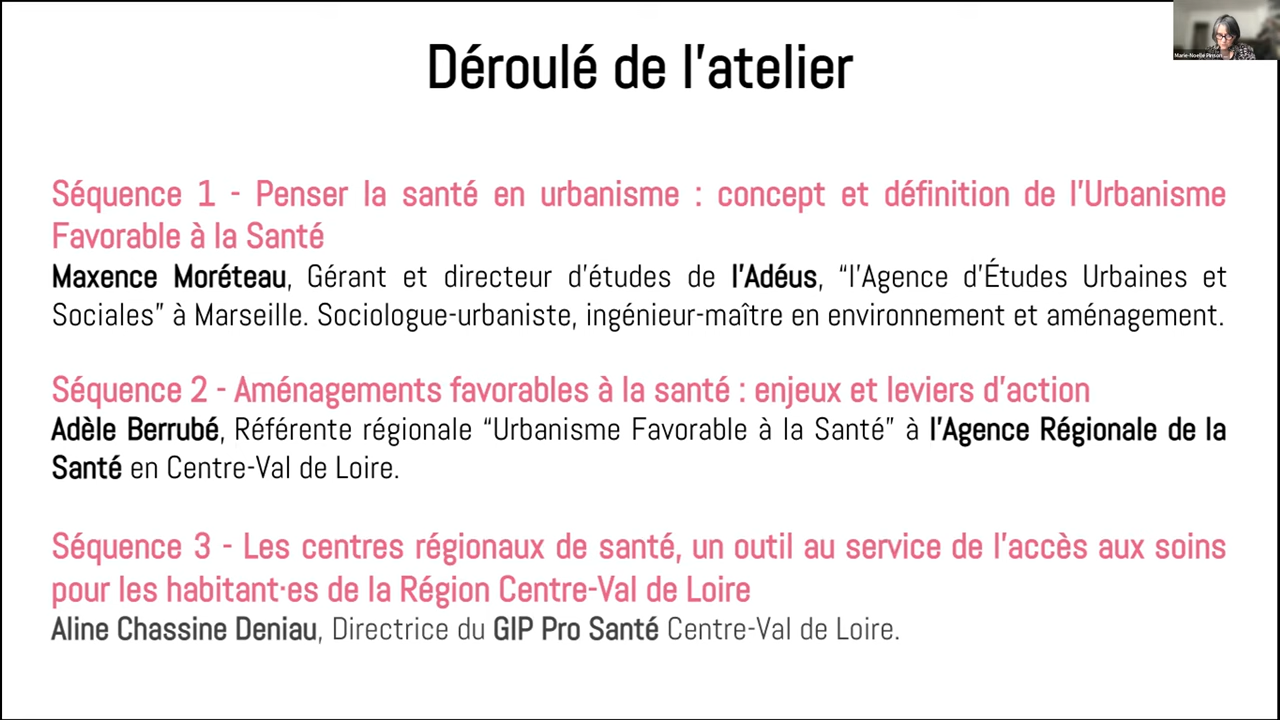 Déroulé de l'atelier
Marie-Noëlle Pinson
Séquence 1 - Penser la santé en urbanisme : concept et définition de l'Urbanisme
Favorable à la Santé
Maxence Moréteau, Gérant et directeur d'études de l'Adéus, “l'Agence d'Études Urbaines et
Sociales” à Marseille. Sociologue-urbaniste, ingénieur-maître en environnement et aménagement.
Séquence 2 - Aménagements favorables à la santé : enjeux et leviers d'action
Adèle Berrubé, Référente régionale “Urbanisme Favorable à la Santé” à l'Agence Régionale de la
Santé en Centre-Val de Loire.
Séquence 3 - Les centres régionaux de santé, un outil au service de l'accès aux soins
pour les habitant·es de la Région Centre-Val de Loire
Aline Chassine Deniau, Directrice du GIP Pro Santé Centre-Val de Loire.